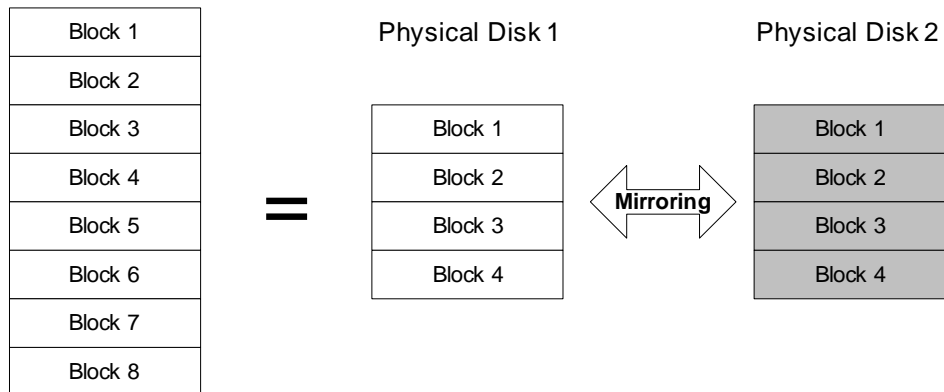 Block 1
Block 2
Block 3
Block 4
Block 5
Block 6
Block 7
Block 8
=
Physical Disk 1
Block 1
Block 2
Block 3
Block 4
Mirroring
Physical Disk 2
Block 1
Block 2
Block 3
Block 4